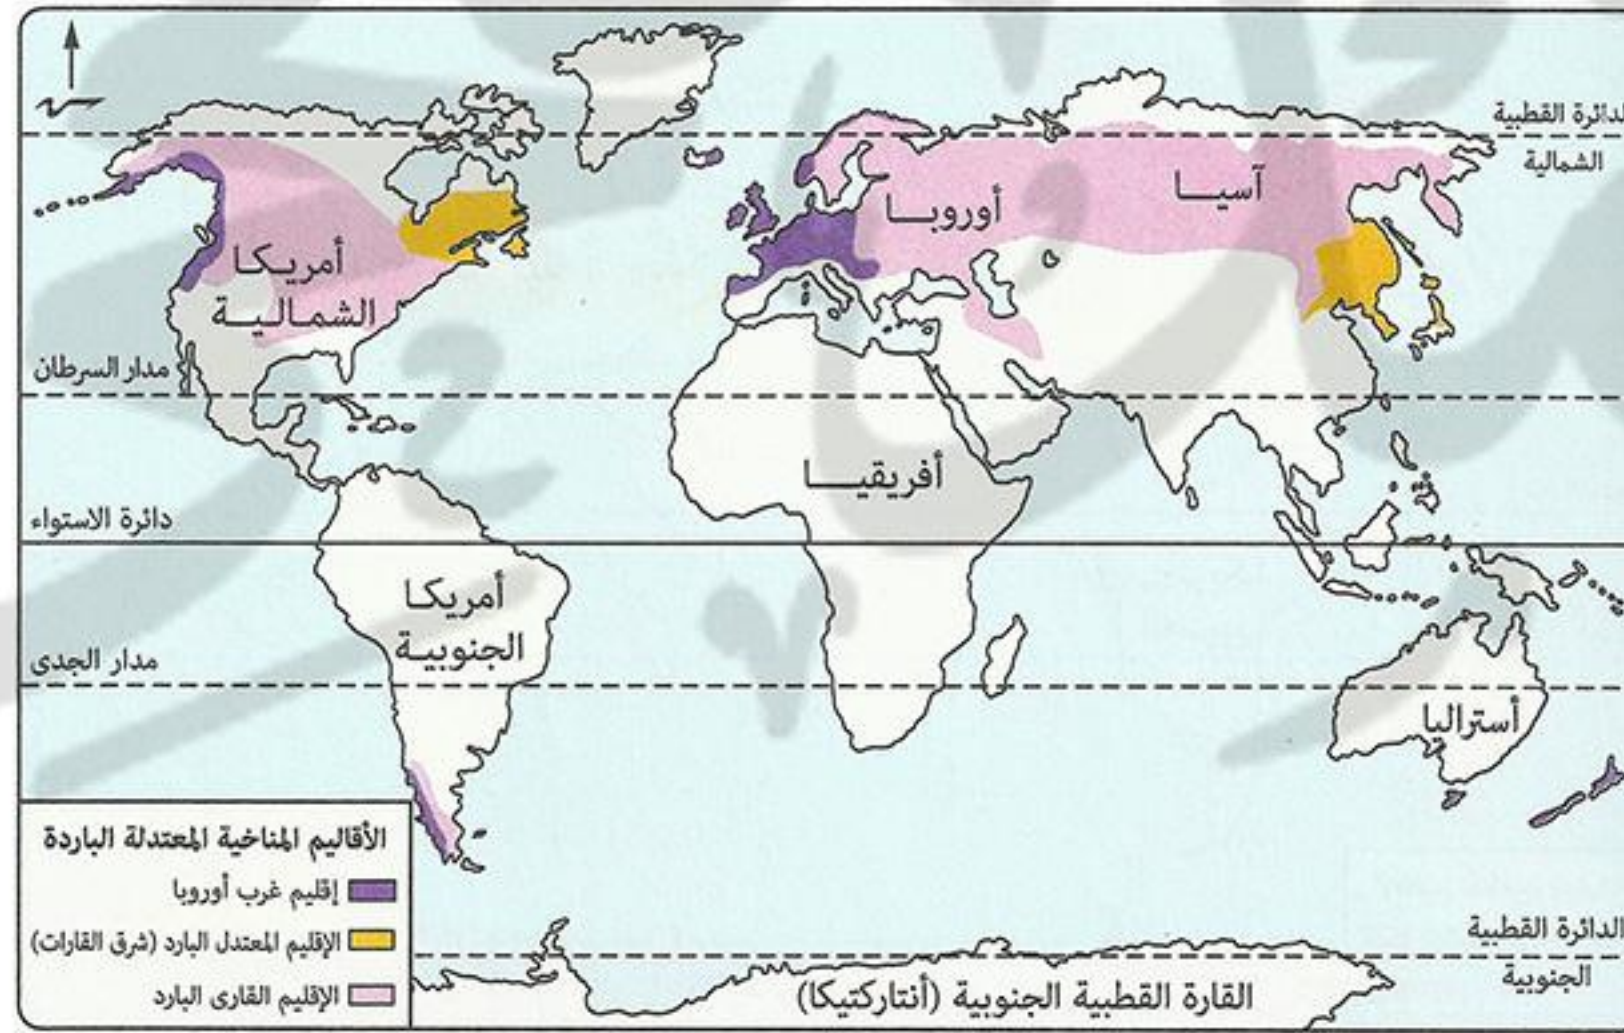 الدائرة القطبية
الشمالية
آسيا
أوروبا
أمريكا
الشمالية
مدار السرطان
أفريقيا
دائرة الاستواء
أمريكا
الجنوبية
مدار الجدى
أستراليا
الأقاليم المناخية المعتدلة الباردة
إقليم غرب أوروبا
الإقليم المعتدل البارد (شرق القارات)
الإقليم القارى البارد
الدائرة القطبية
الجنوبية
القارة القطبية الجنوبية (أنتاركتيكا)